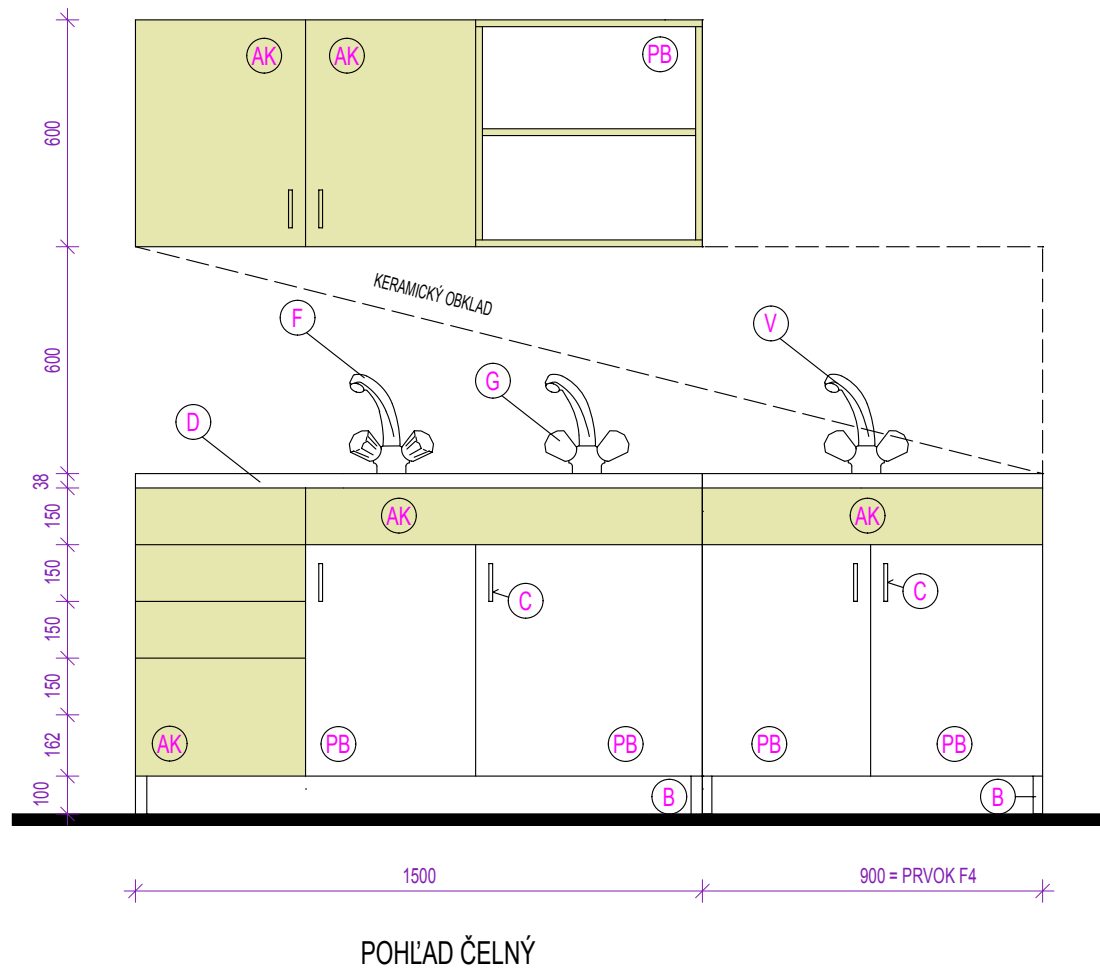 AK
AK
PB
600
KERAMICKÝ OBKLAD
F
V
600
G
D
38
150
AK
AK
150
C
C
150
150
AK
PB
PB
PB
PB
162
100
B
B
1500
900 = PRVOK F4
POHĽAD ČELNÝ